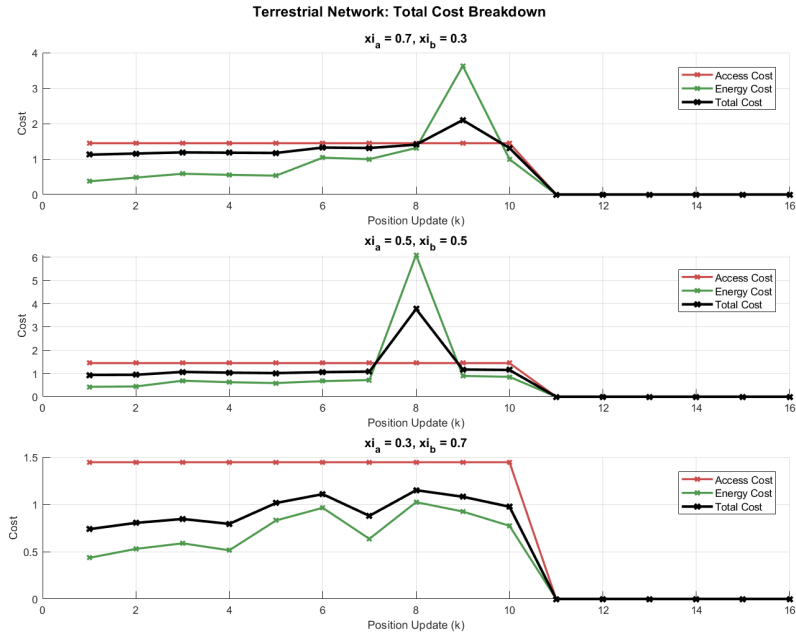 Terrestrial Network: Total Cost Breakdown
xi_a = 0.7, xi_b = 0.3
4
3
2
1
0
Cost
Access Cost
Energy Cost
Total Cost
0 2 4 6 8 10 12 14 16
Position Update (k)
xi_a = 0.5, xi_b = 0.5
6
5
4
3
2
1
0
Cost
Access Cost
Energy Cost
Total Cost
0 2 4 6 8 10 12 14 16
Position Update (k)
xi_a = 0.3, xi_b = 0.7
1.5
1
0.5
0
Cost
Access Cost
Energy Cost
Total Cost
0 2 4 6 8 10 12 14 16
Position Update (k)